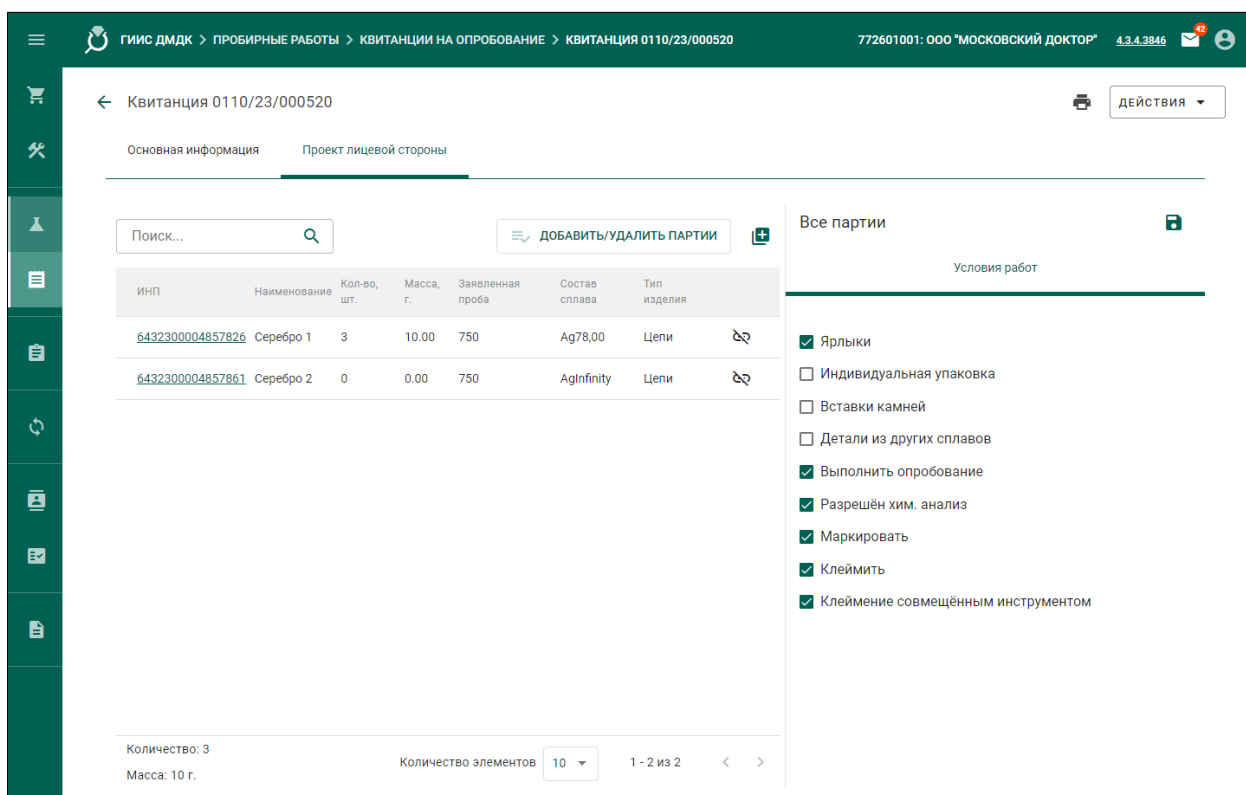 ГИИС ДМДК > ПРОБИРНЫЕ РАБОТЫ > КВИТАНЦИИ НА ОПРОБОВАНИЕ > КВИТАНЦИЯ 0110/23/000520 772601001: ООО "МОСКОВСКИЙ ДОКТОР" 4.3.4.3846 42
Квитанция 0110/23/000520 ДЕЙСТВИЯ
Основная информация Проект лицевой стороны
Поиск... ДОБАВИТЬ/УДАЛИТЬ ПАРТИИ
ИНП Наименование Кол-во, шт. Масса, г. Заявленная проба Состав сплава Тип изделия
6432300004857826 Серебро 1 3 10.00 750 Ag78,00 Цепи
6432300004857861 Серебро 2 0 0.00 750 AgInfinity Цепи
Количество: 3
Масса: 10 г.
Количество элементов 10 1 - 2 из 2
Все партии
Условия работ
Ярлыки
Индивидуальная упаковка
Вставки камней
Детали из других сплавов
Выполнить опробование
Разрешён хим. анализ
Маркировать
Клеймить
Клеймение совмещённым инструментом